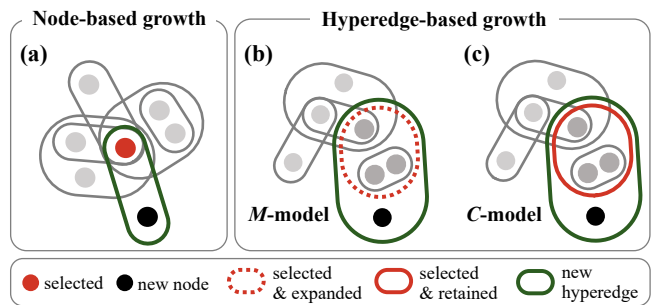 Node-based growth
Hyperedge-based growth
(a)
(b)
(c)
M-model
C-model
selected
new node
selected
& expanded
selected
& retained
new
hyperedge